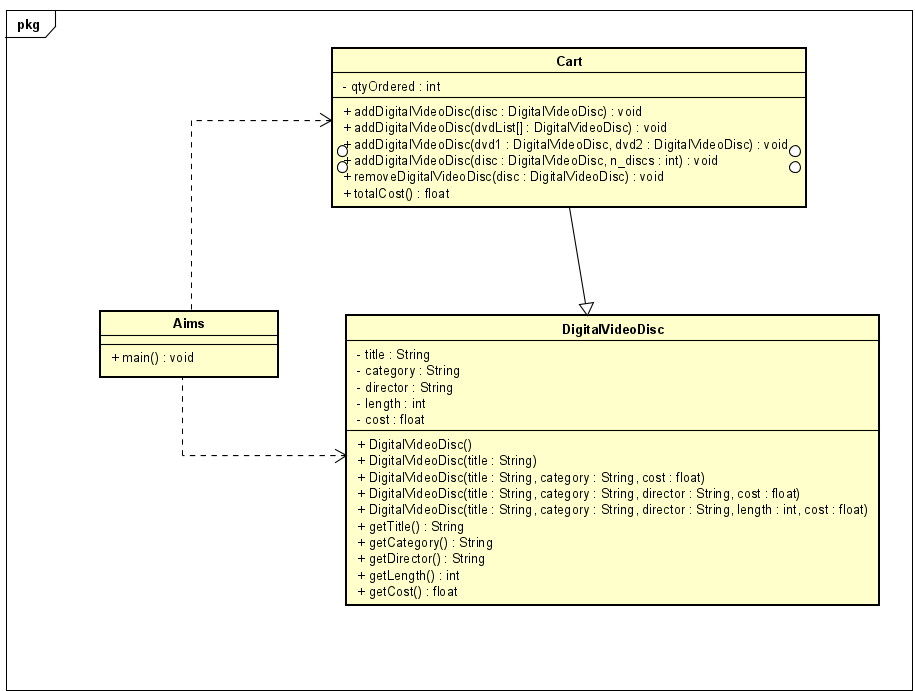 pkg
Cart
- qtyOrdered : int
+ addDigitalVideoDisc(disc : DigitalVideoDisc) : void
+ addDigitalVideoDisc(dvdList[] : DigitalVideoDisc) : void
+ addDigitalVideoDisc(dvd1 : DigitalVideoDisc, dvd2 : DigitalVideoDisc) : void
+ addDigitalVideoDisc(disc : DigitalVideoDisc, n_discs : int) : void
+ removeDigitalVideoDisc(disc : DigitalVideoDisc) : void
+ totalCost() : float
Aims
+ main() : void
DigitalVideoDisc
- title : String
- category : String
- director : String
- length : int
- cost : float
+ DigitalVideoDisc()
+ DigitalVideoDisc(title : String)
+ DigitalVideoDisc(title : String, category : String, cost : float)
+ DigitalVideoDisc(title : String, category : String, director : String, cost : float)
+ DigitalVideoDisc(title : String, category : String, director : String, length : int, cost : float)
+ getTitle() : String
+ getCategory() : String
+ getDirector() : String
+ getLength() : int
+ getCost() : float